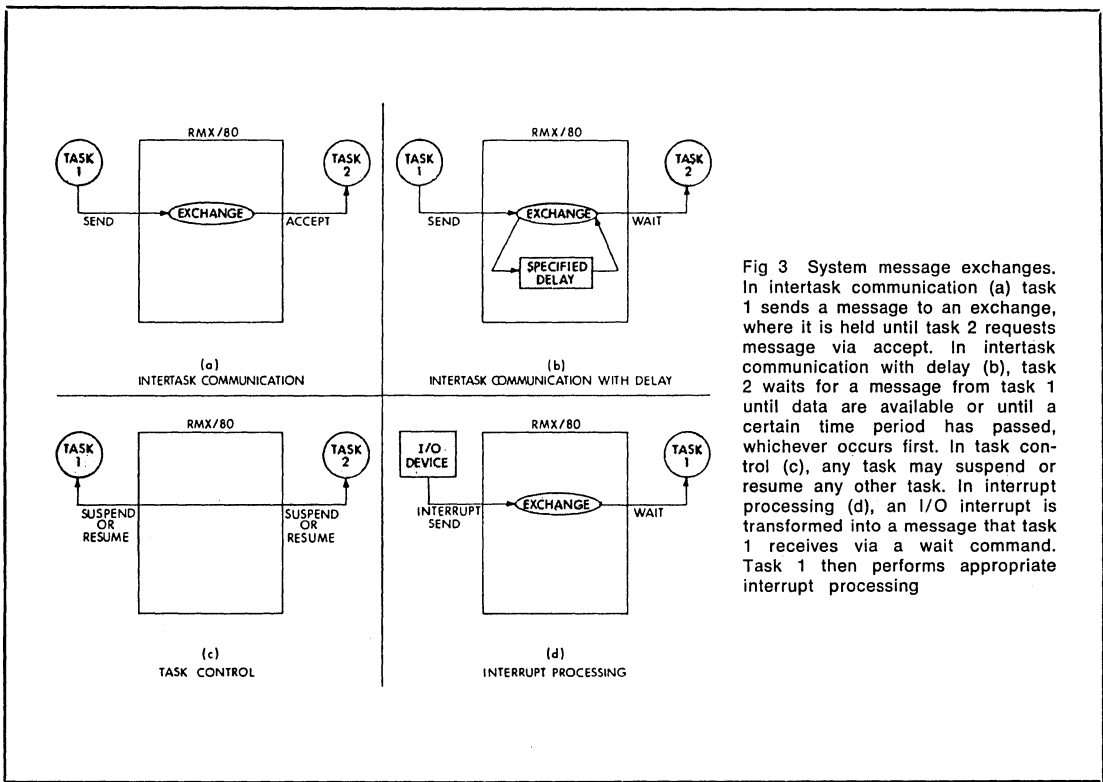 RMX/80
TASK
1
TASK
2
EXCHANGE
SEND
ACCEPT
(a)
INTERTASK COMMUNICATION
RMX/80
TASK
1
TASK
2
EXCHANGE
SEND
WAIT
SPECIFIED
DELAY
(b)
INTERTASK COMMUNICATION WITH DELAY
RMX/80
TASK
1
TASK
2
SUSPEND
OR
RESUME
SUSPEND
OR
RESUME
(c)
TASK CONTROL
RMX/80
I/O
DEVICE
TASK
1
INTERRUPT
SEND
EXCHANGE
WAIT
(d)
INTERRUPT PROCESSING
Fig 3 System message exchanges.
In intertask communication (a) task
1 sends a message to an exchange,
where it is held until task 2 requests
message via accept. In intertask
communication with delay (b), task
2 waits for a message from task 1
until data are available or until a
certain time period has passed,
whichever occurs first. In task con-
trol (c), any task may suspend or
resume any other task. In interrupt
processing (d), an I/O interrupt is
transformed into a message that task
1 receives via a wait command.
Task 1 then performs appropriate
interrupt processing